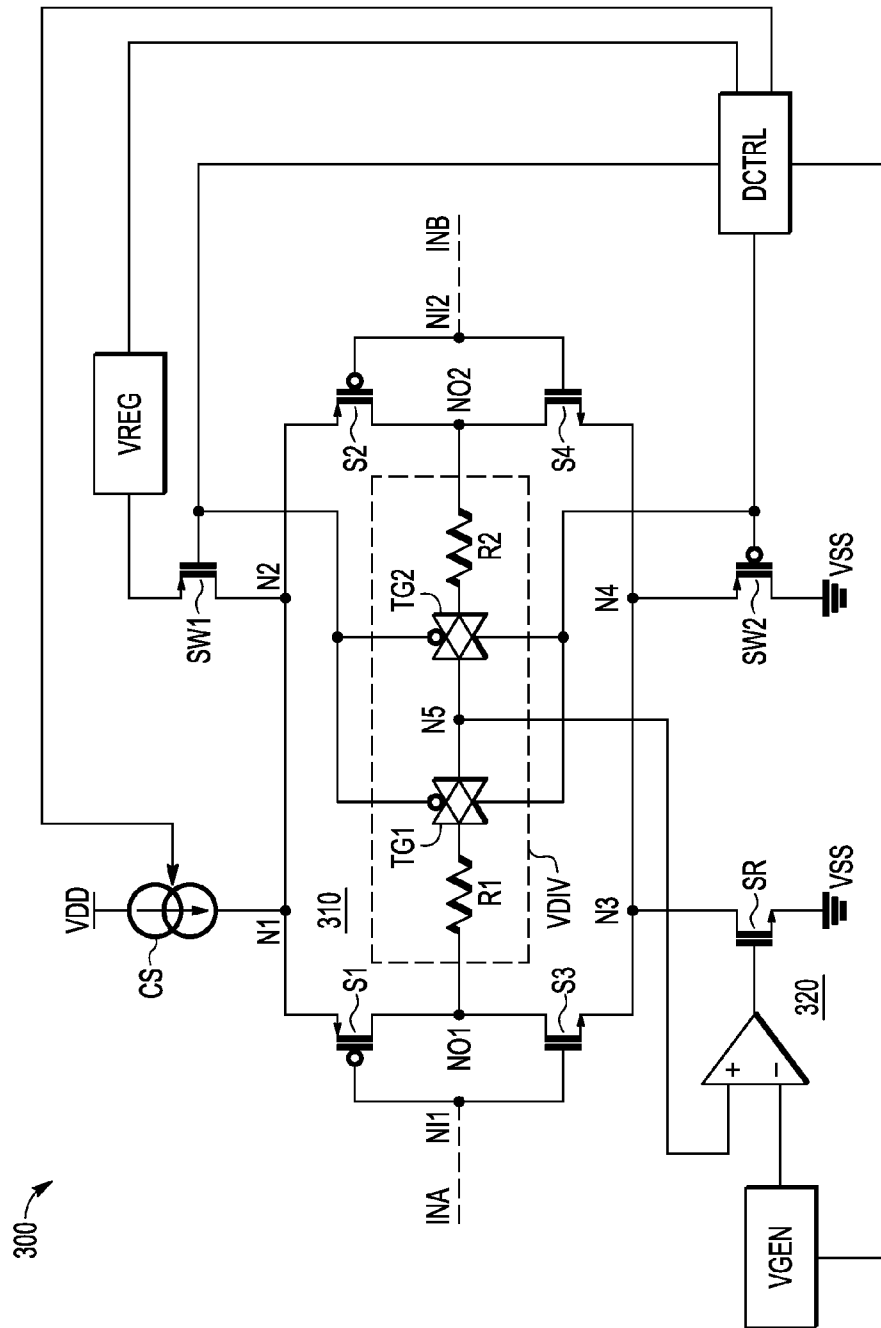 300
VDD
CS
N1
VREG
SW1
N2
310
S1
NO1
S3
INA
NI1
R1
TG1
N5
TG2
R2
VDIV
S2
NO2
S4
NI2
INB
N3
N4
SR
VSS
320
+
−
VGEN
SW2
VSS
DCTRL